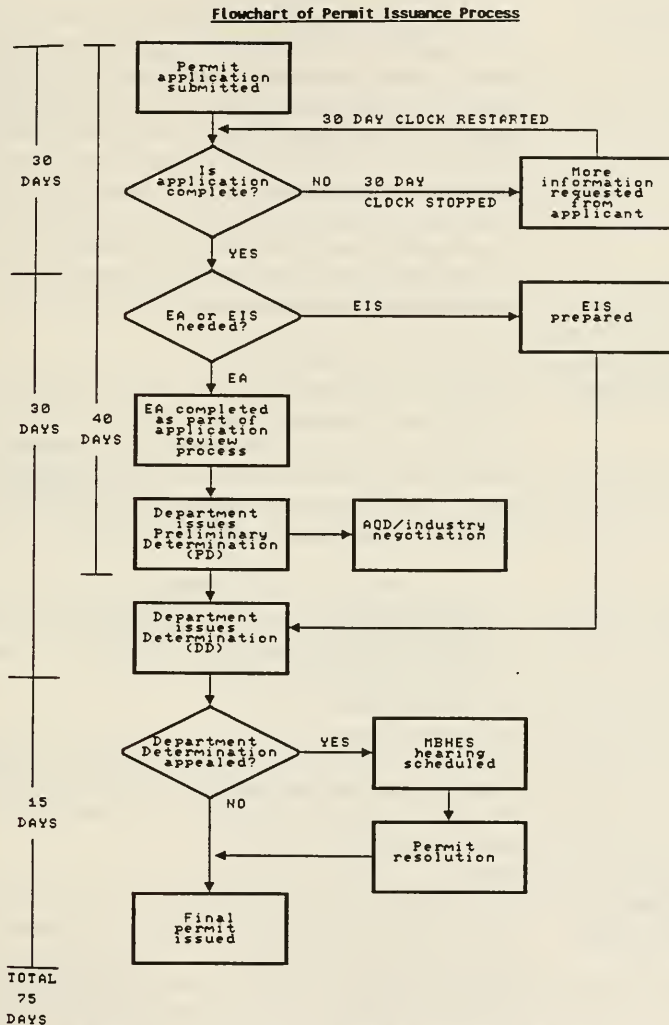 Flowchart of Permit Issuance Process
Permit
application
submitted
30 DAY CLOCK RESTARTED
30
DAYS
Is
application
complete?
NO 30 DAY
CLOCK STOPPED
More
information
requested
from
applicant
YES
EA or EIS
needed?
EIS
EIS
prepared
EA
30
DAYS
40
DAYS
EA completed
as part of
application
review
process
Department
issues
Preliminary
Determination
(PD)
AQD/industry
negotiation
Department
issues
Determination
(DD)
Department
Determination
appealed?
YES
MBHES
hearing
scheduled
NO
15
DAYS
Permit
resolution
Final
permit
issued
TOTAL
75
DAYS